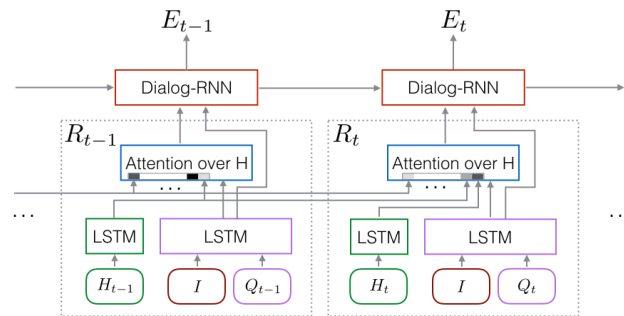 E_{t−1} E_t
Dialog-RNN Dialog-RNN
R_{t−1} R_t
Attention over H Attention over H
... ...
... ...
LSTM LSTM LSTM LSTM
H_{t−1} I Q_{t−1} H_t I Q_t